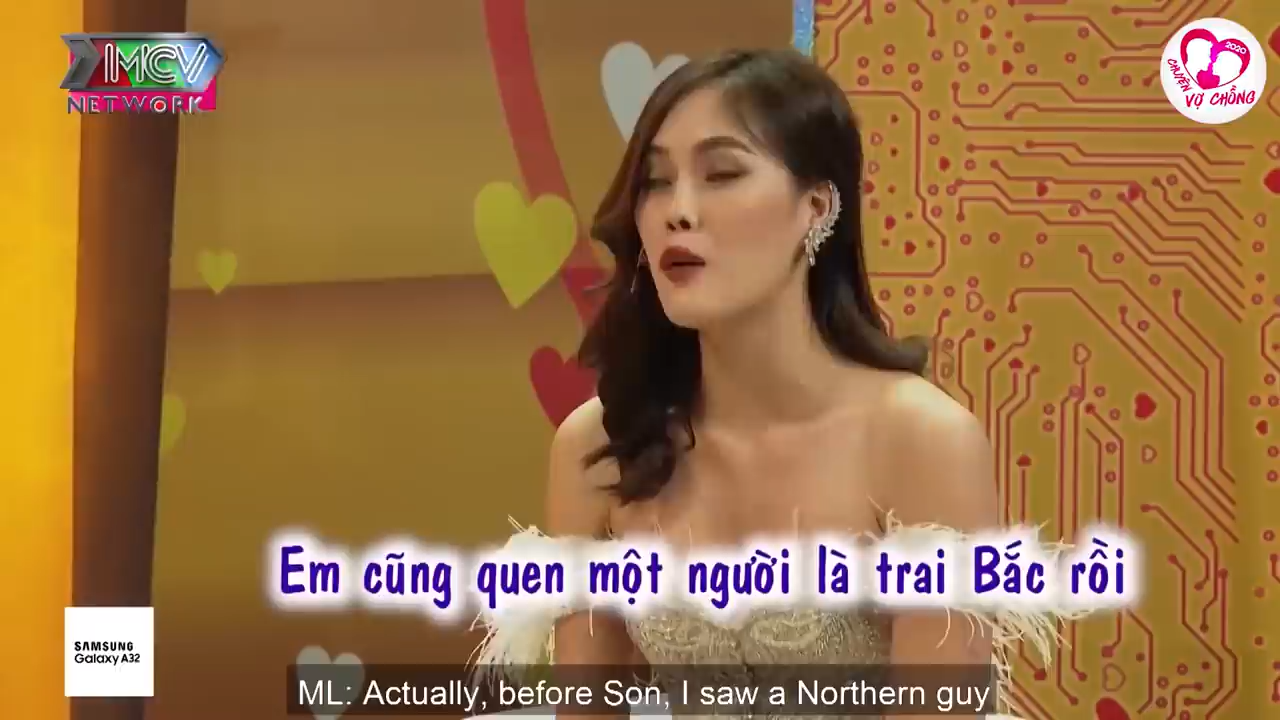 MCV
NETWORK
2020
CHUYỆN
VỢ CHỒNG
Em cũng quen một người là trai Bắc rồi
SAMSUNG
Galaxy A32
ML: Actually, before Son, I saw a Northern guy